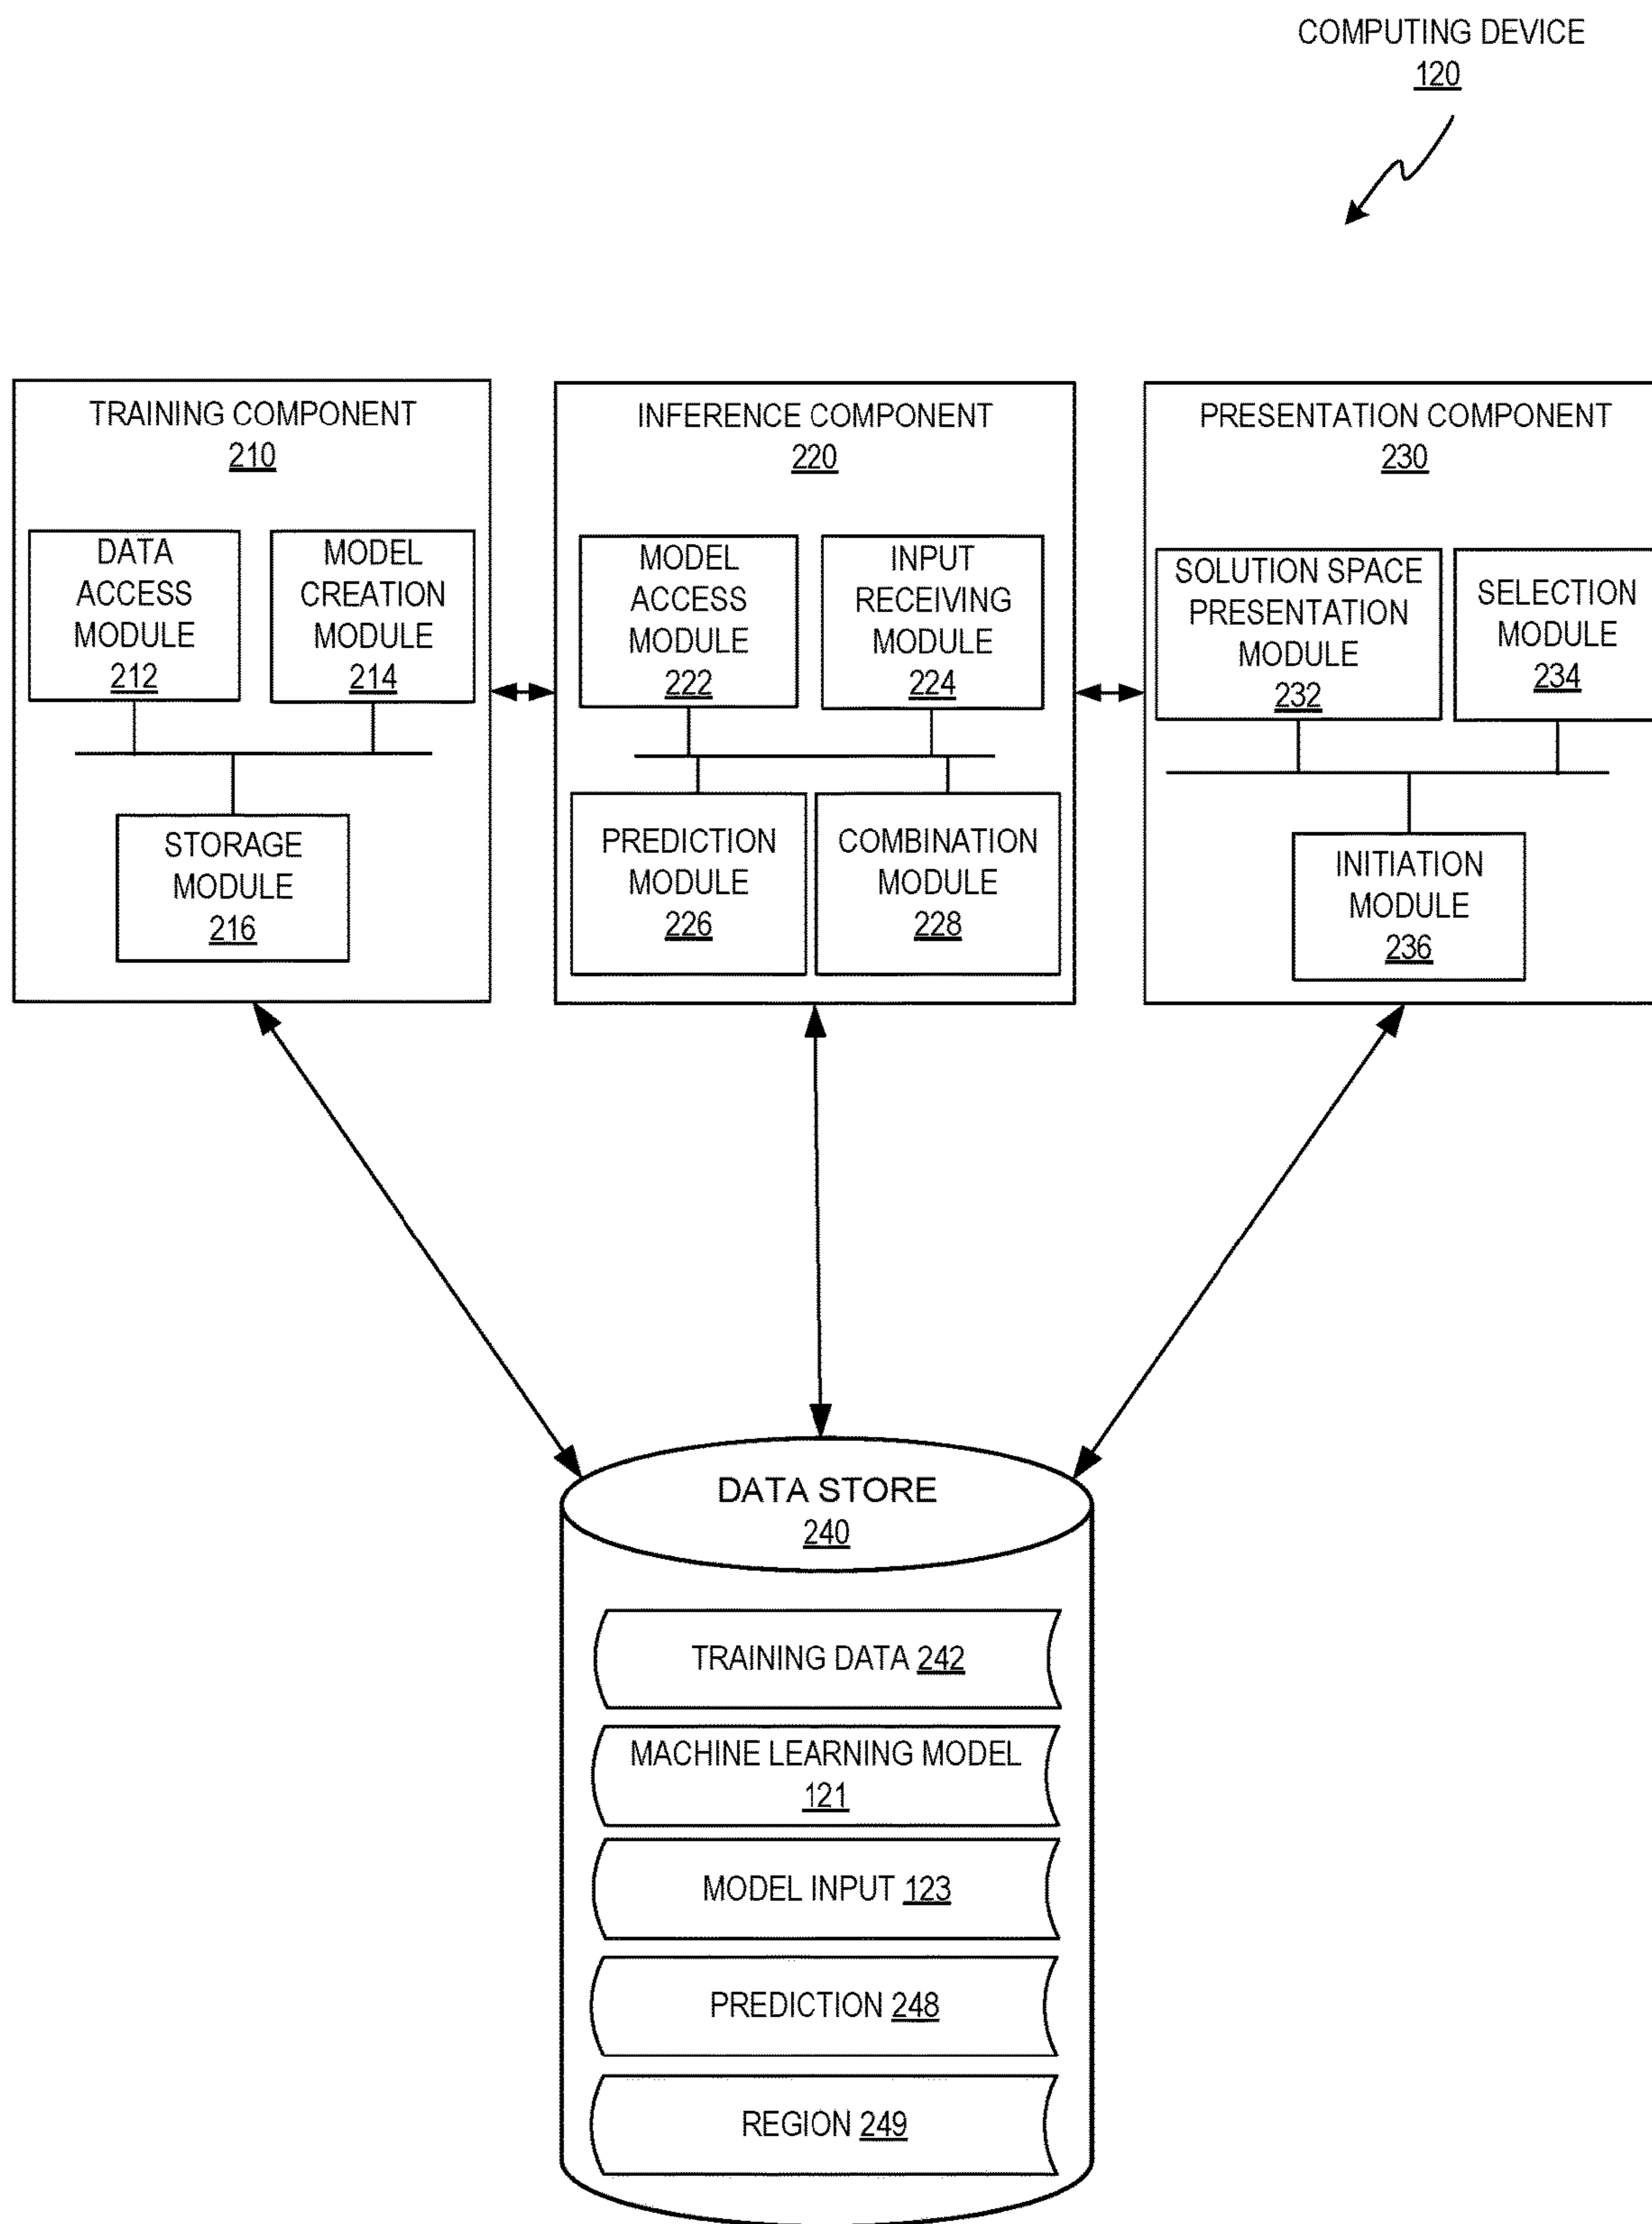 COMPUTING DEVICE
120
TRAINING COMPONENT
210
DATA
ACCESS
MODULE
212
MODEL
CREATION
MODULE
214
STORAGE
MODULE
216
INFERENCE COMPONENT
220
MODEL
ACCESS
MODULE
222
INPUT
RECEIVING
MODULE
224
PREDICTION
MODULE
226
COMBINATION
MODULE
228
PRESENTATION COMPONENT
230
SOLUTION SPACE
PRESENTATION
MODULE
232
SELECTION
MODULE
234
INITIATION
MODULE
236
DATA STORE
240
TRAINING DATA 242
MACHINE LEARNING MODEL
121
MODEL INPUT 123
PREDICTION 248
REGION 249